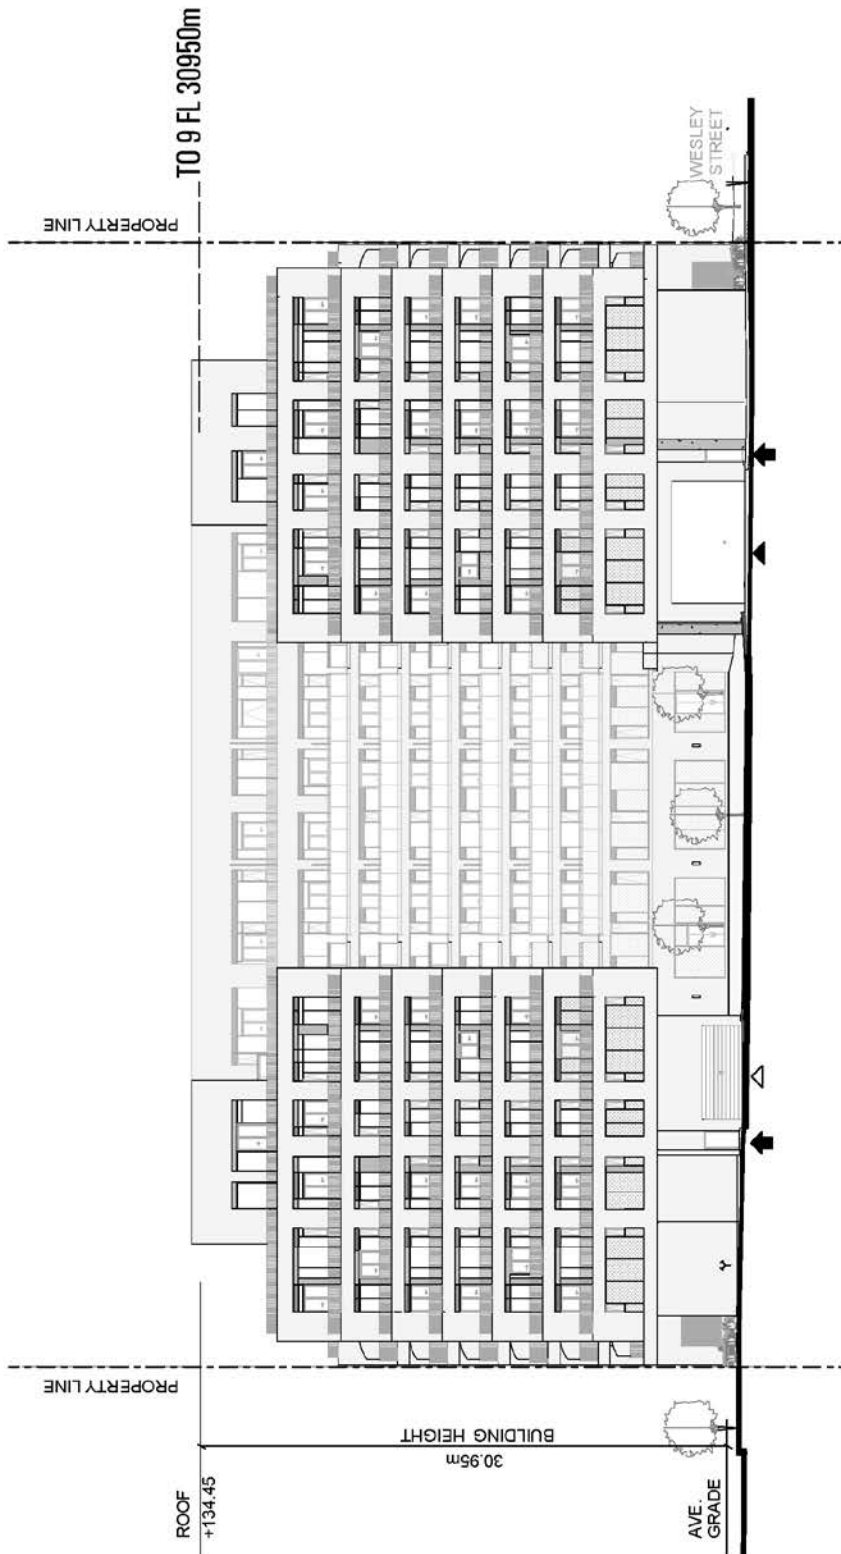 TO 9 FL 30950m
PROPERTY LINE
WESLEY
STREET
PROPERTY LINE
BUILDING HEIGHT
30.95m
ROOF
+134.45
AVE.
GRADE